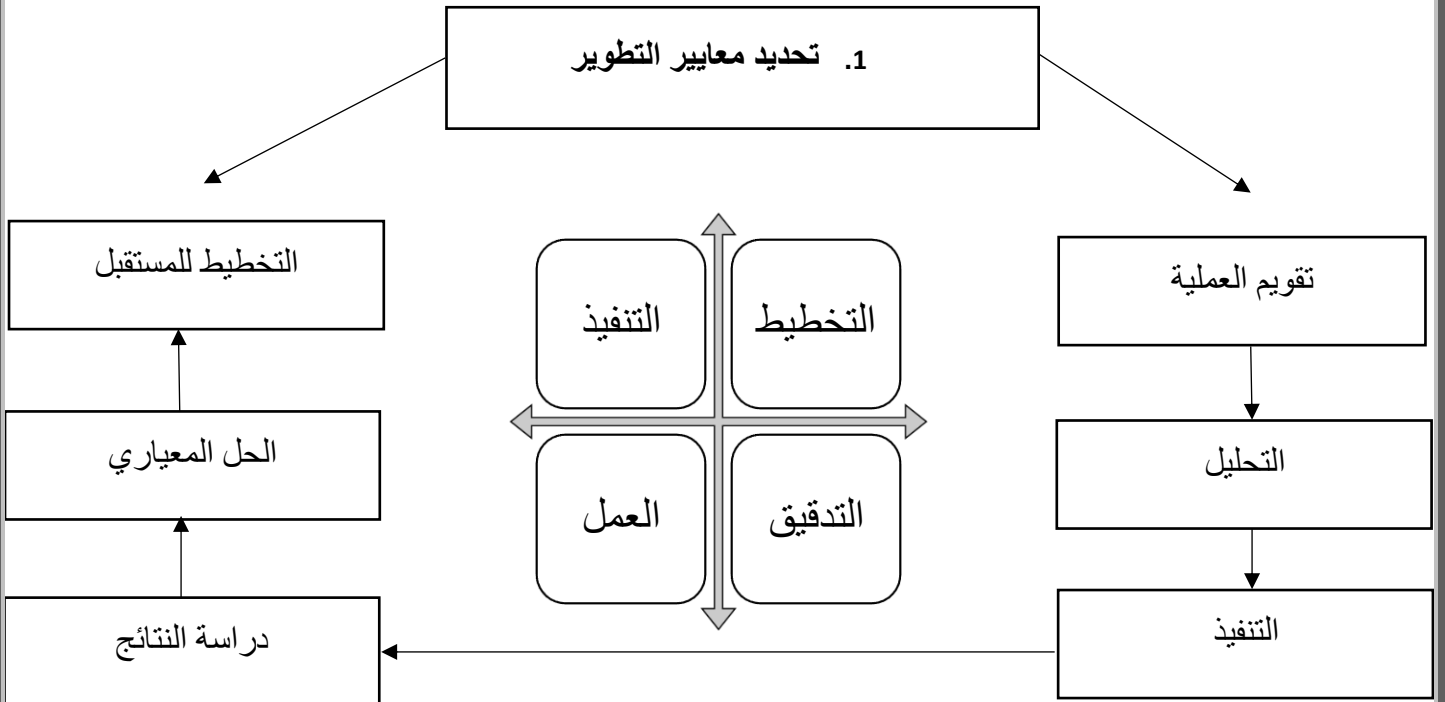 1. تحديد معايير التطوير
تقويم العملية
التحليل
التنفيذ
دراسة النتائج
الحل المعياري
التخطيط للمستقبل
التخطيط
التنفيذ
التدقيق
العمل